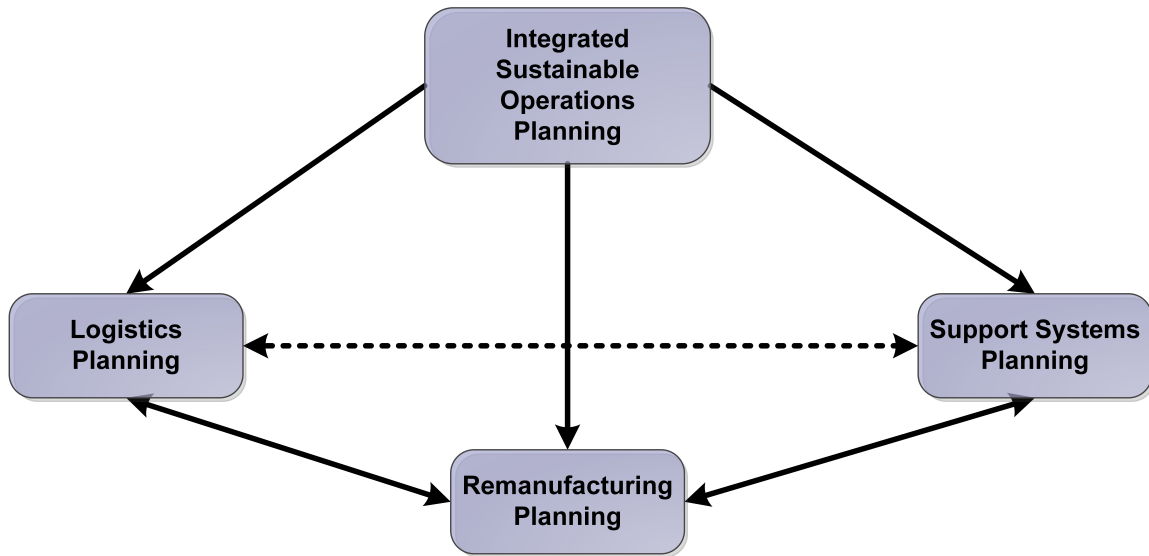 Integrated
Sustainable
Operations
Planning
Logistics
Planning
Support Systems
Planning
Remanufacturing
Planning